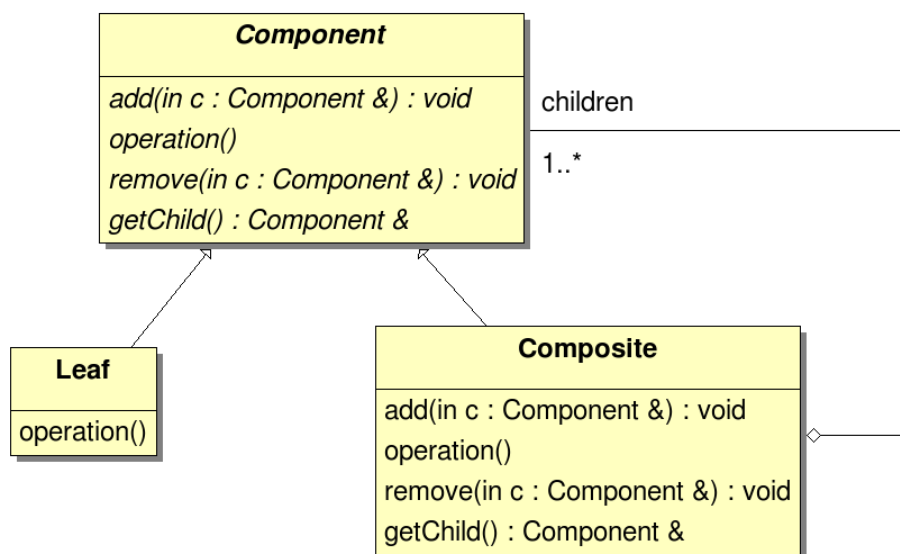 Component
add(in c : Component &) : void
operation()
remove(in c : Component &) : void
getChild() : Component &
children
1..*
Leaf
operation()
Composite
add(in c : Component &) : void
operation()
remove(in c : Component &) : void
getChild() : Component &